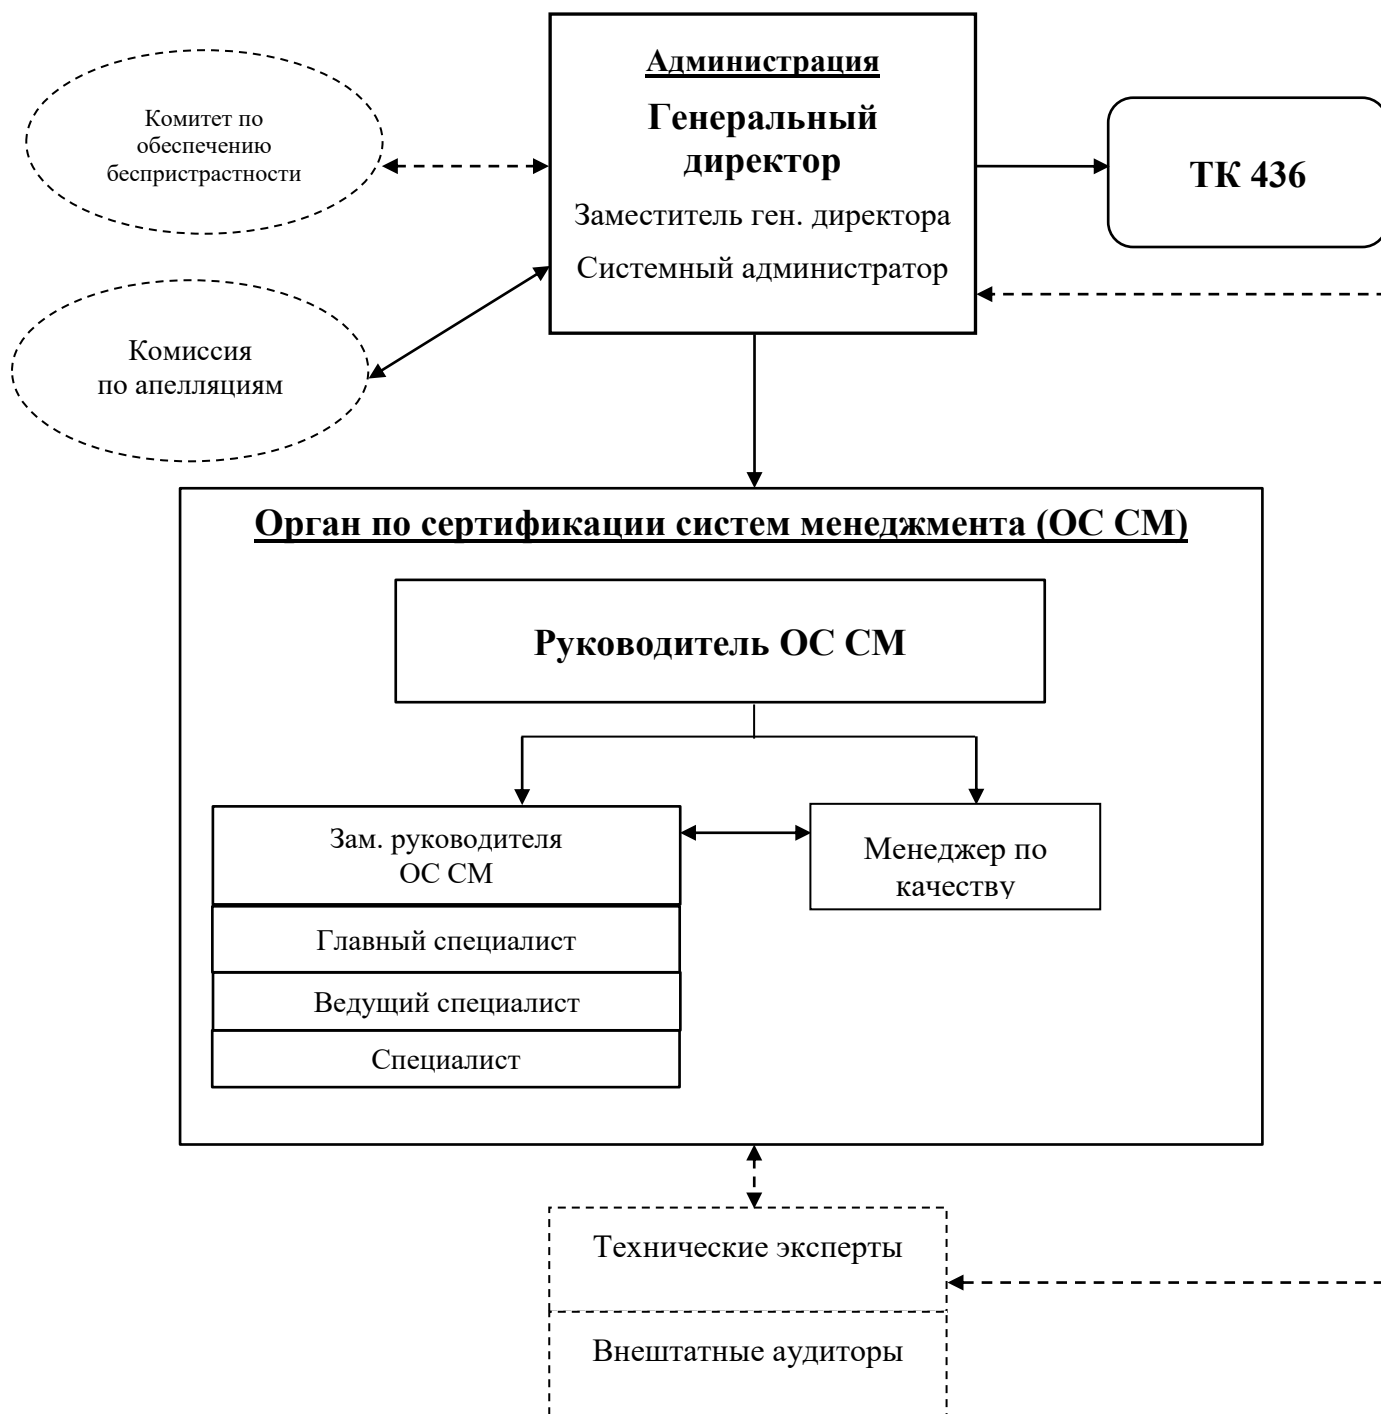 Администрация
Генеральный
директор
Заместитель ген. директора
Системный администратор
Комитет по
обеспечению
беспристрастности
ТК 436
Комиссия
по апелляциям
Орган по сертификации систем менеджмента (ОС СМ)
Руководитель ОС СМ
Зам. руководителя
ОС СМ
Менеджер по
качеству
Главный специалист
Ведущий специалист
Специалист
Технические эксперты
Внештатные аудиторы